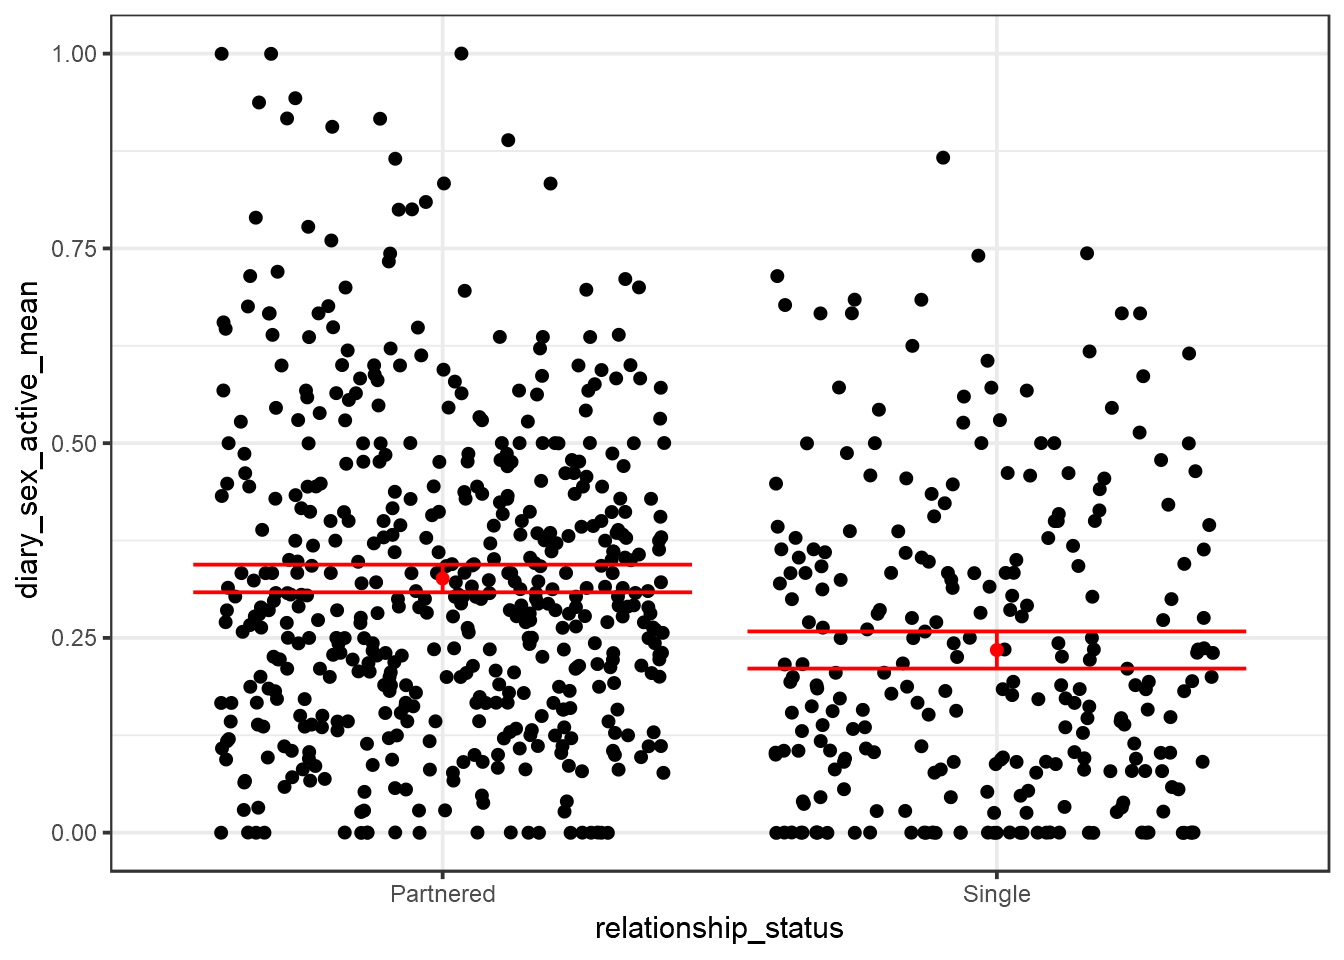 1.00
0.75
0.50
0.25
0.00
diary_sex_active_mean
Partnered
Single
relationship_status